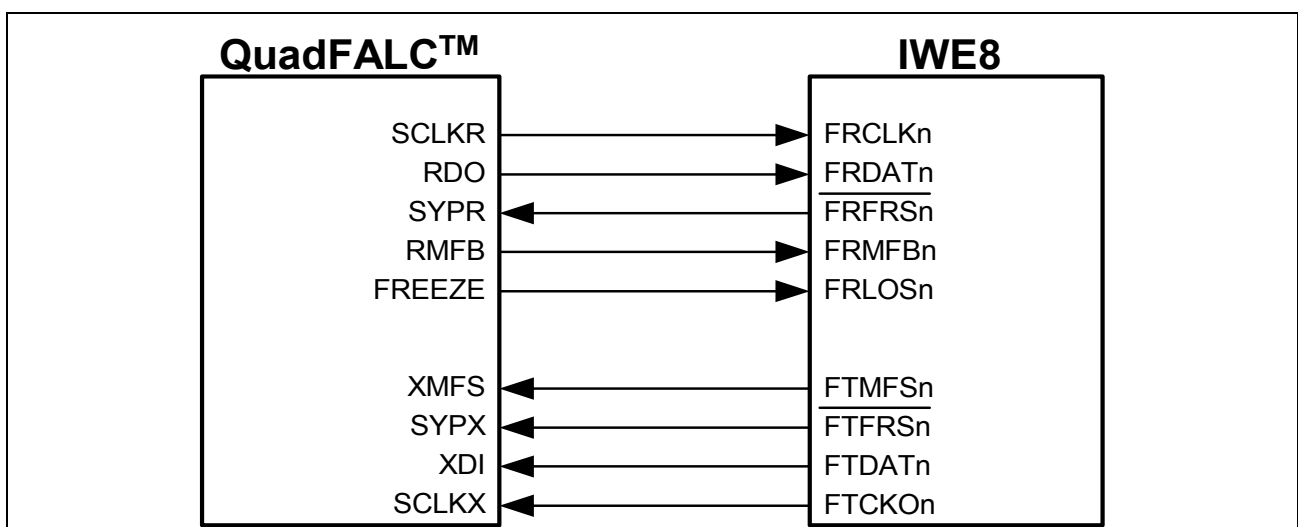 QuadFALC™ IWE8
SCLKR FRCLKn
RDO FRDATn
SYPR FRFRSn
RMFB FRMFBn
FREEZE FRLOSn
XMFS FTMFSn
SYPX FTFRSn
XDI FTDATn
SCLKX FTCKOn